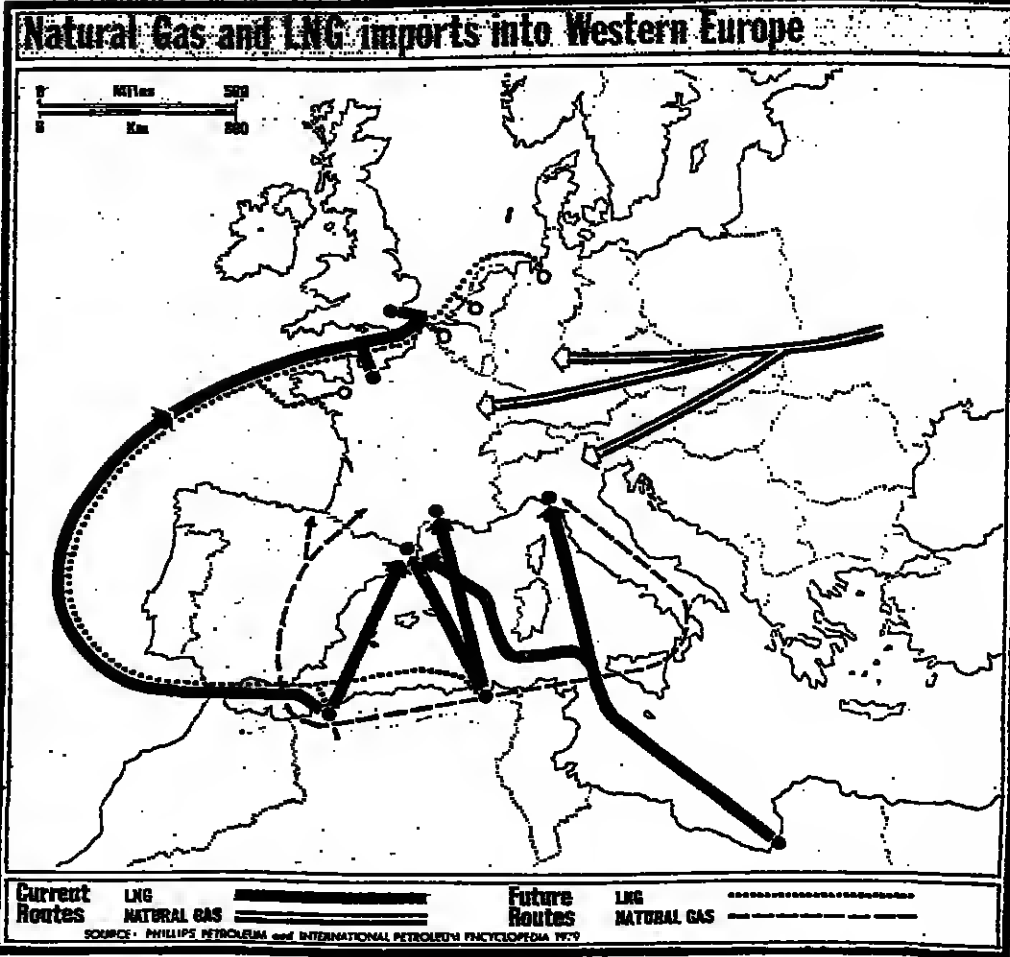 Natural Gas and LNG imports into Western Europe
0 Miles 500
0 Km 800
Current LNG
Routes NATURAL GAS
Future LNG
Routes NATURAL GAS
SOURCE: PHILLIPS PETROLEUM and INTERNATIONAL PETROLEUM ENCYCLOPEDIA 1979